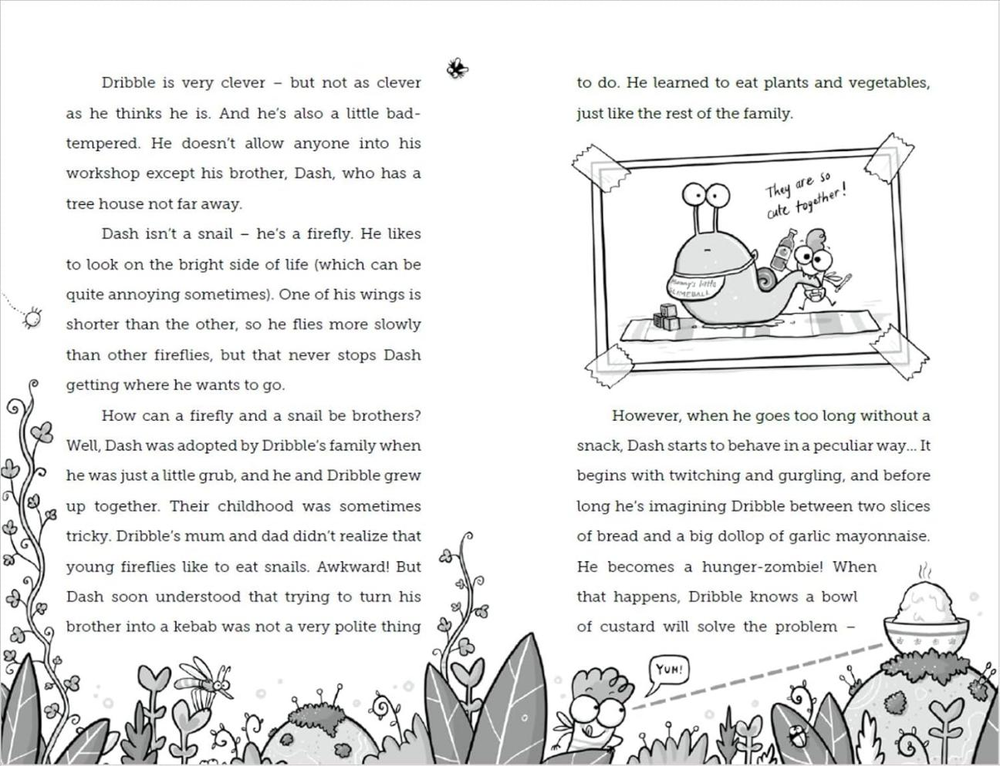 Dribble is very clever – but not as clever
as he thinks he is. And he's also a little bad-
tempered. He doesn't allow anyone into his
workshop except his brother, Dash, who has a
tree house not far away.
Dash isn't a snail – he's a firefly. He likes
to look on the bright side of life (which can be
quite annoying sometimes). One of his wings is
shorter than the other, so he flies more slowly
than other fireflies, but that never stops Dash
getting where he wants to go.
How can a firefly and a snail be brothers?
Well, Dash was adopted by Dribble's family when
he was just a little grub, and he and Dribble grew
up together. Their childhood was sometimes
tricky. Dribble's mum and dad didn't realize that
young fireflies like to eat snails. Awkward! But
Dash soon understood that trying to turn his
brother into a kebab was not a very polite thing
to do. He learned to eat plants and vegetables,
just like the rest of the family.
They are so
cute together!
Mummy's little
SLIMEBALL
However, when he goes too long without a
snack, Dash starts to behave in a peculiar way... It
begins with twitching and gurgling, and before
long he's imagining Dribble between two slices
of bread and a big dollop of garlic mayonnaise.
He becomes a hunger-zombie! When
that happens, Dribble knows a bowl
of custard will solve the problem –
YUM!